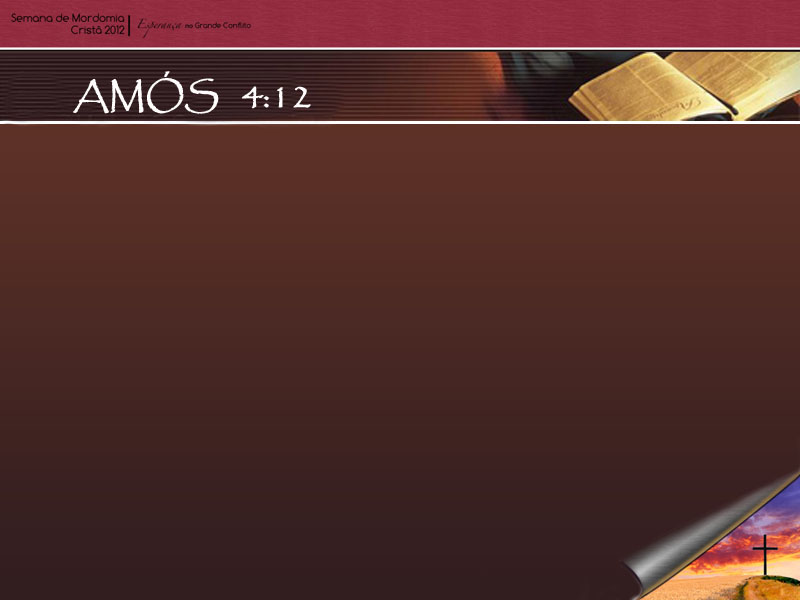 Semana de Mordomia
Cristã 2012
Esperança no Grande Conflito
AMÓS 4:12